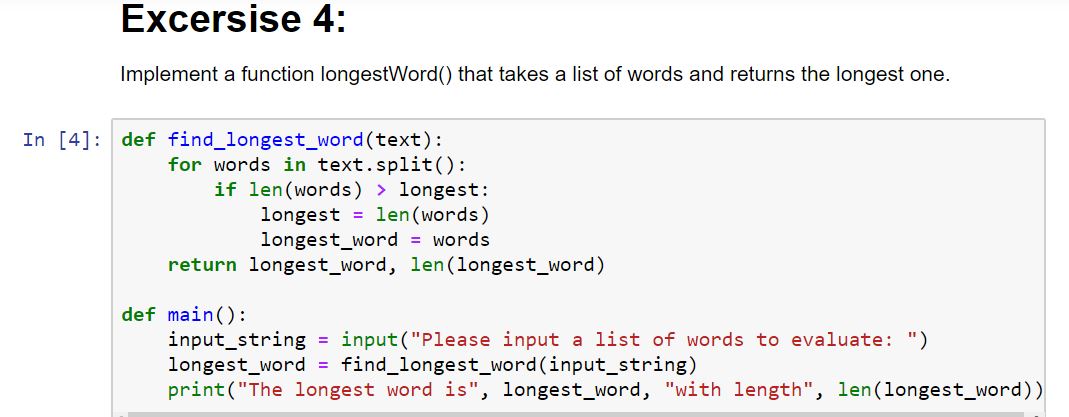 Excersise 4:
Implement a function longestWord() that takes a list of words and returns the longest one.
In [4]: def find_longest_word(text):
    for words in text.split():
        if len(words) > longest:
            longest = len(words)
            longest_word = words
    return longest_word, len(longest_word)
def main():
    input_string = input("Please input a list of words to evaluate: ")
    longest_word = find_longest_word(input_string)
    print("The longest word is", longest_word, "with length", len(longest_word))